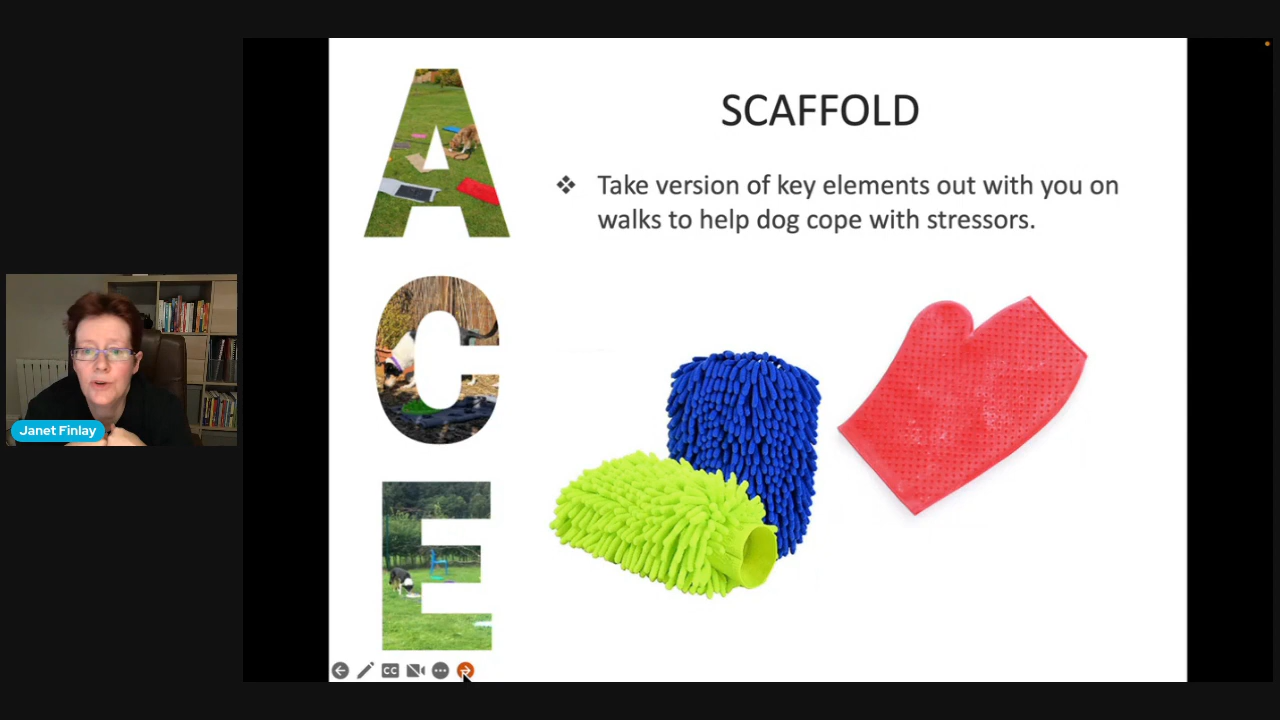 A
SCAFFOLD
❖ Take version of key elements out with you on
walks to help dog cope with stressors.
C
E
Janet Finlay
CC